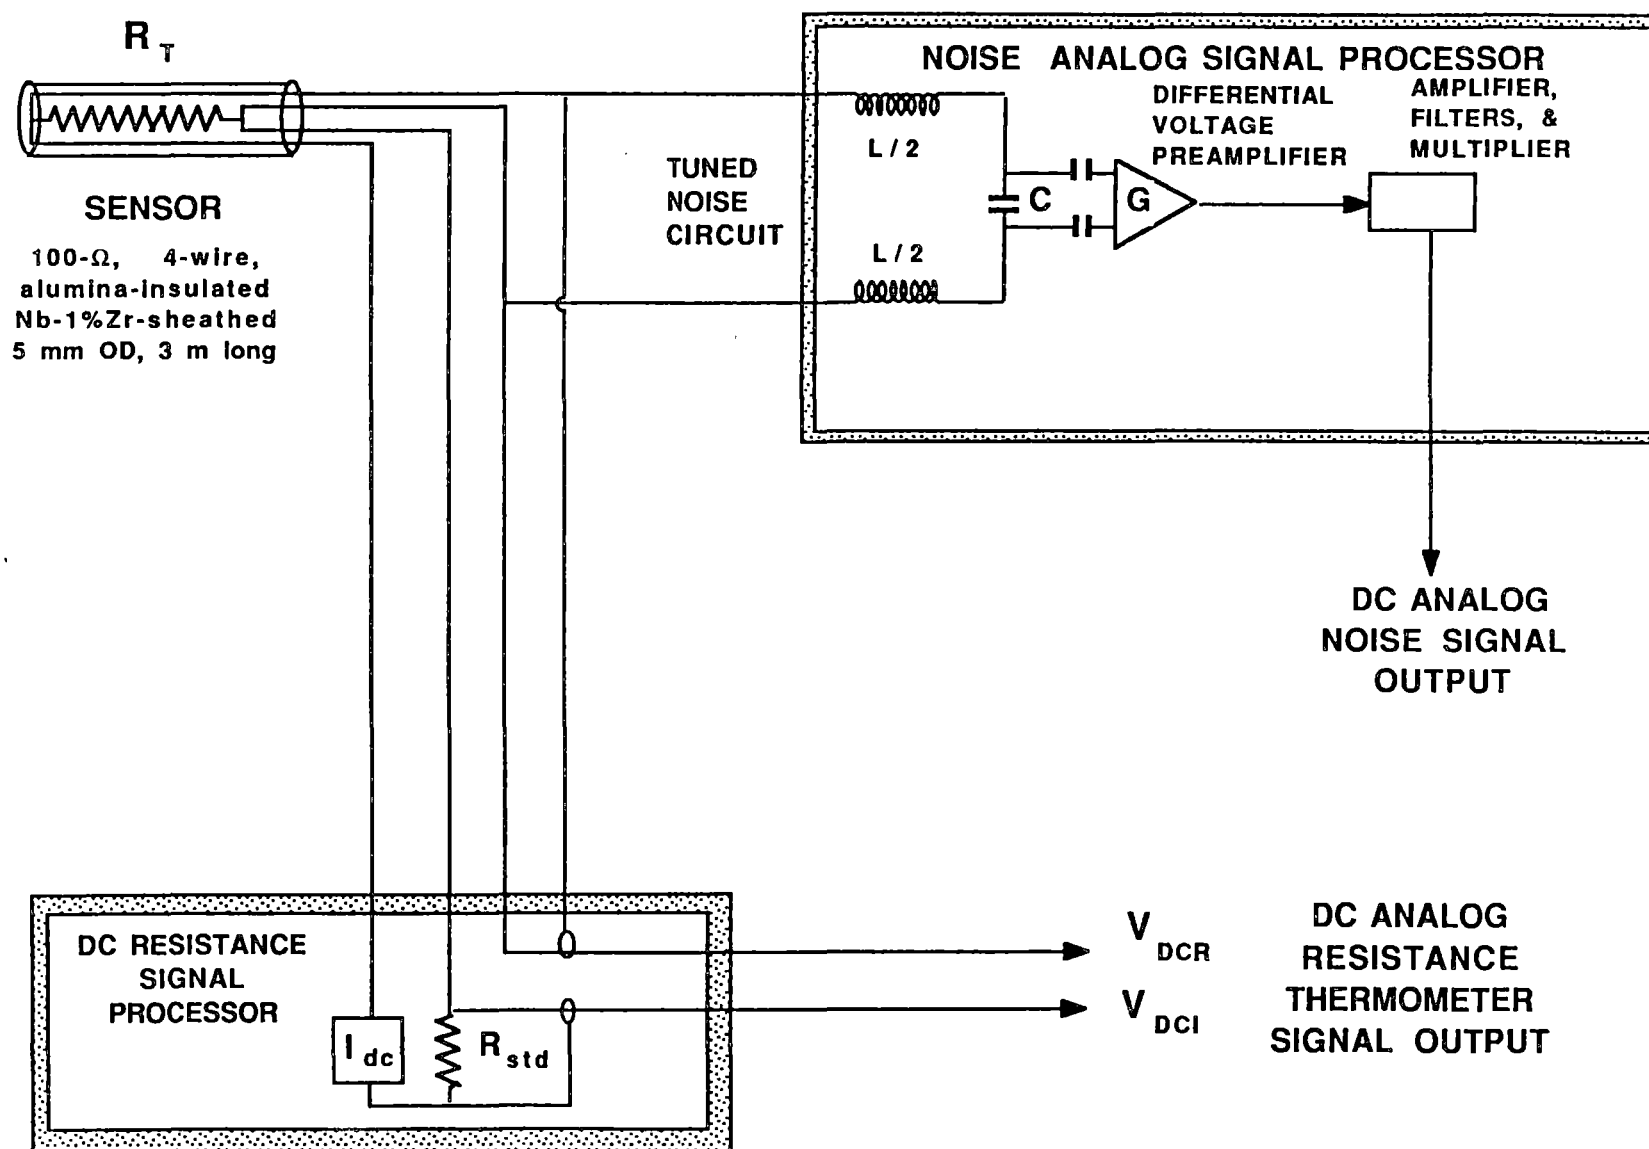 R T
SENSOR
100-Ω, 4-wire,
alumina-insulated
Nb-1%Zr-sheathed
5 mm OD, 3 m long
TUNED
NOISE
CIRCUIT
NOISE ANALOG SIGNAL PROCESSOR
DIFFERENTIAL
VOLTAGE
PREAMPLIFIER
AMPLIFIER,
FILTERS, &
MULTIPLIER
L / 2
C
G
L / 2
DC ANALOG
NOISE SIGNAL
OUTPUT
DC RESISTANCE
SIGNAL
PROCESSOR
I dc
R std
V DCR
V DCI
DC ANALOG
RESISTANCE
THERMOMETER
SIGNAL OUTPUT